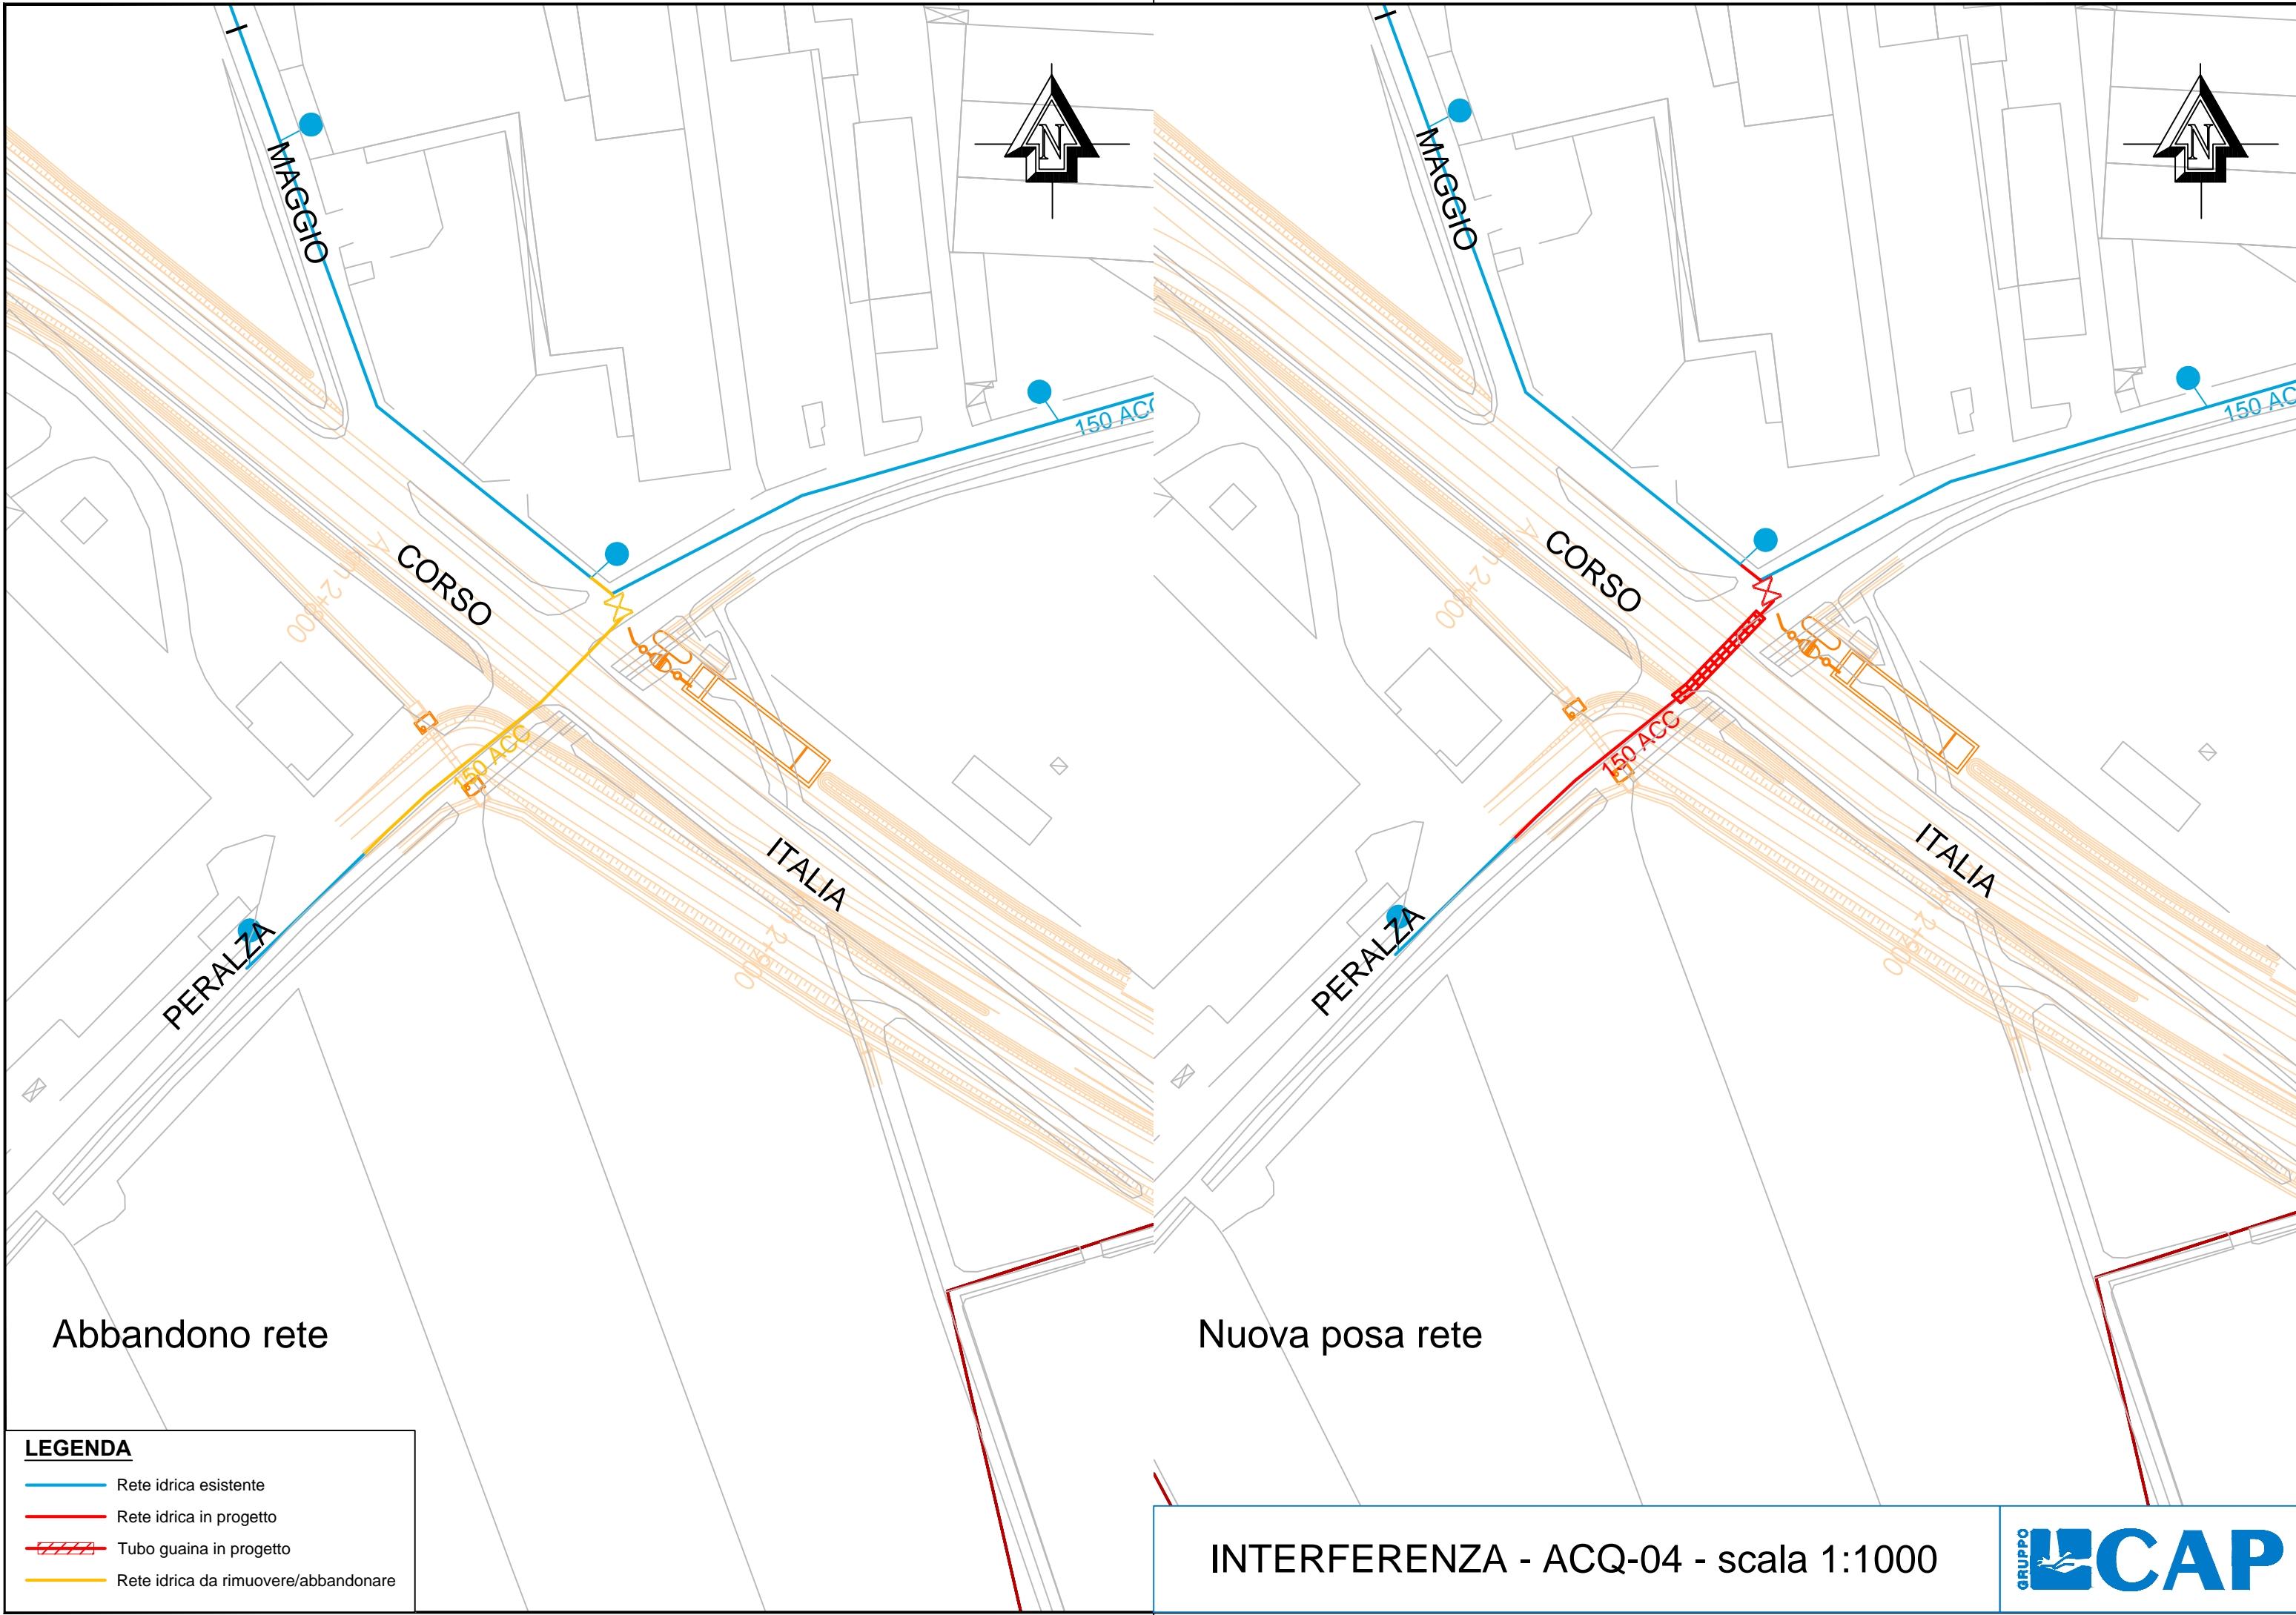 I
MAGGIO
N
150 ACC
CORSO
150 ACC
ITALIA
PERALZA
Abbandono rete
LEGENDA
Rete idrica esistente
Rete idrica in progetto
Tubo guaina in progetto
Rete idrica da rimuovere/abbandonare
I
MAGGIO
N
150 AC
CORSO
150 ACC
ITALIA
PERALZA
Nuova posa rete
INTERFERENZA - ACQ-04 - scala 1:1000
GRUPPO
CAP